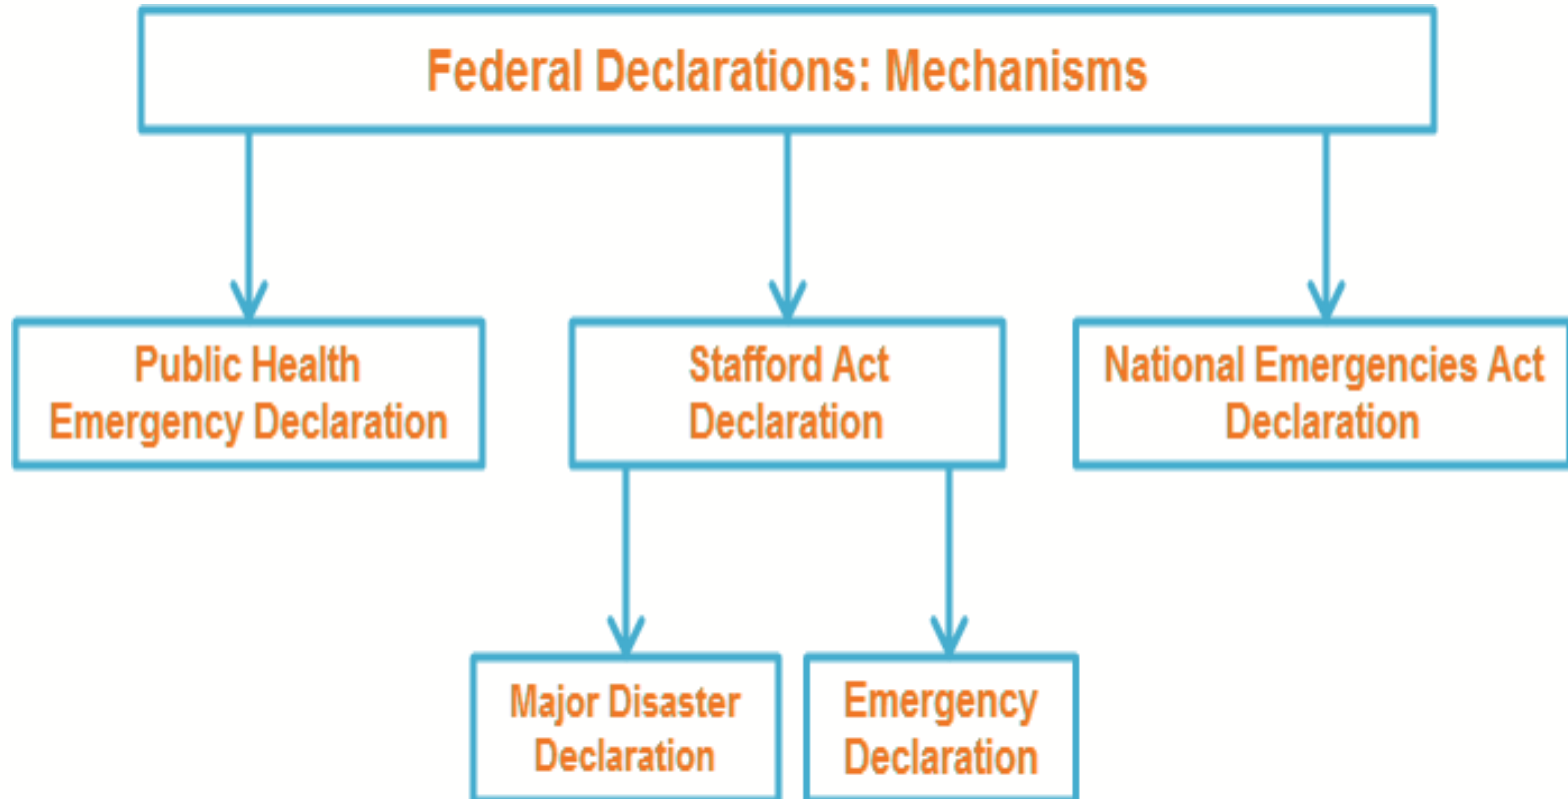 Federal Declarations: Mechanisms
Public Health
Emergency Declaration
Stafford Act
Declaration
National Emergencies Act
Declaration
Major Disaster
Declaration
Emergency
Declaration